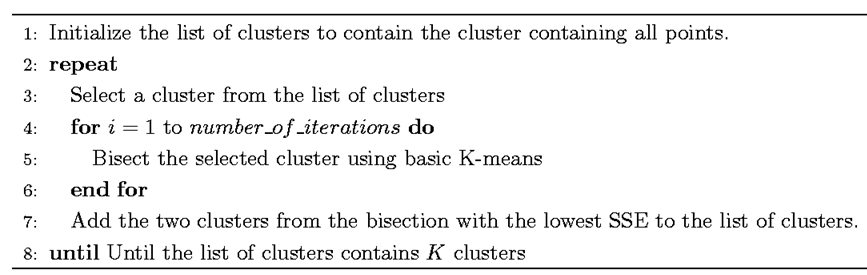 1: Initialize the list of clusters to contain the cluster containing all points.
2: repeat
3: Select a cluster from the list of clusters
4: for i = 1 to number_of_iterations do
5: Bisect the selected cluster using basic K-means
6: end for
7: Add the two clusters from the bisection with the lowest SSE to the list of clusters.
8: until Until the list of clusters contains K clusters